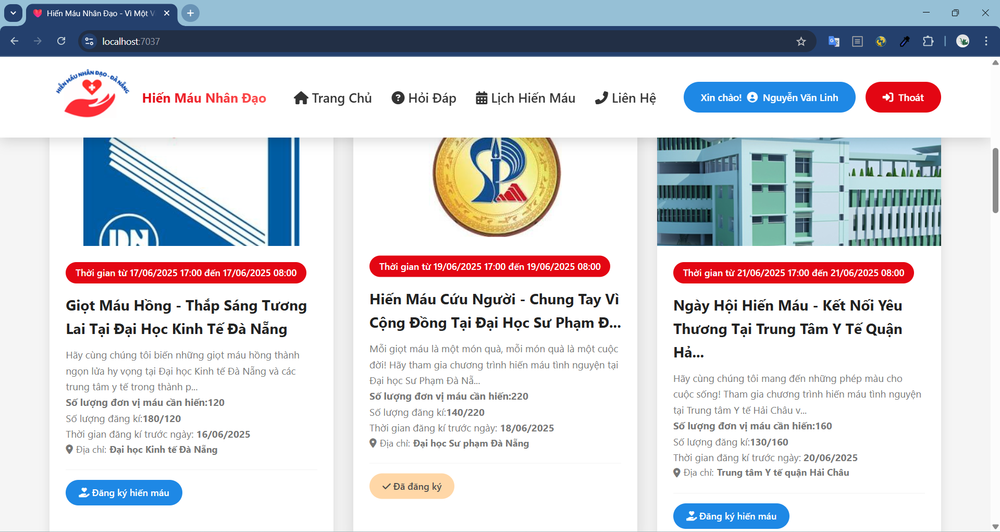 Hiến Máu Nhân Đạo - Vì Một V
localhost:7037
HIẾN MÁU NHÂN ĐẠO - ĐÀ NẴNG
Hiến Máu Nhân Đạo
Trang Chủ
Hỏi Đáp
Lịch Hiến Máu
Liên Hệ
Xin chào! Nguyễn Văn Linh
Thoát
DN
Thời gian từ 17/06/2025 17:00 đến 17/06/2025 08:00
Giọt Máu Hồng - Thắp Sáng Tương
Lai Tại Đại Học Kinh Tế Đà Nẵng
Hãy cùng chúng tôi biến những giọt máu hồng thành
ngọn lửa hy vọng tại Đại học Kinh tế Đà Nẵng và các
trung tâm y tế trong thành p...
Số lượng đơn vị máu cần hiến:120
Số lượng đăng kí:180/120
Thời gian đăng kí trước ngày: 16/06/2025
Địa chỉ: Đại học Kinh tế Đà Nẵng
Đăng ký hiến máu
Thời gian từ 19/06/2025 17:00 đến 19/06/2025 08:00
Hiến Máu Cứu Người - Chung Tay Vì
Cộng Đồng Tại Đại Học Sư Phạm Đ...
Mỗi giọt máu là một món quà, mỗi món quà là một cuộc
đời! Hãy tham gia chương trình hiến máu tình nguyện tại
Đại học Sư Phạm Đà Nẵ...
Số lượng đơn vị máu cần hiến:220
Số lượng đăng kí:140/220
Thời gian đăng kí trước ngày: 18/06/2025
Địa chỉ: Đại học Sư phạm Đà Nẵng
Đã đăng ký
Thời gian từ 21/06/2025 17:00 đến 21/06/2025 08:00
Ngày Hội Hiến Máu - Kết Nối Yêu
Thương Tại Trung Tâm Y Tế Quận
Hả...
Hãy cùng chúng tôi mang đến những phép màu cho
cuộc sống! Tham gia chương trình hiến máu tình nguyện
tại Trung tâm Y tế Hải Châu v...
Số lượng đơn vị máu cần hiến:160
Số lượng đăng kí:130/160
Thời gian đăng kí trước ngày: 20/06/2025
Địa chỉ: Trung tâm Y tế quận Hải Châu
Đăng ký hiến máu